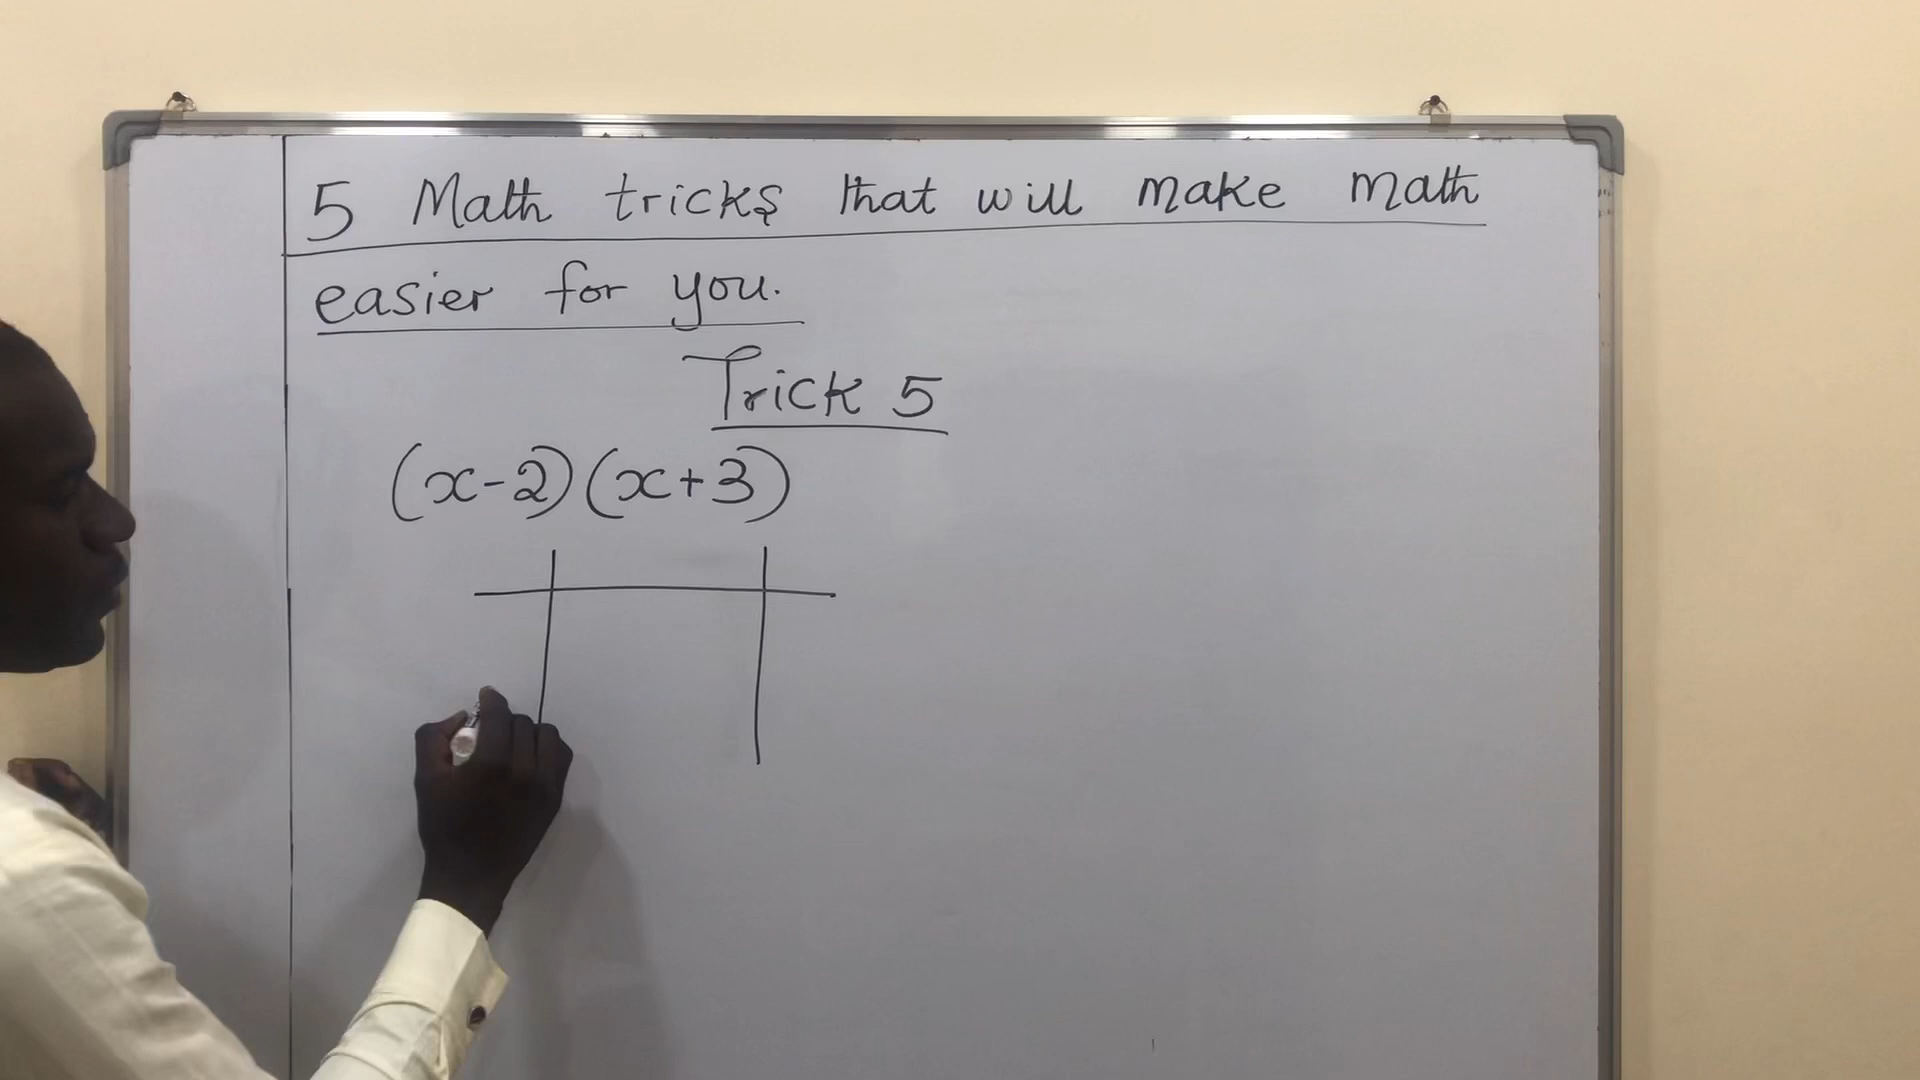 5 Math tricks that will make math
easier for you.
Trick 5
(x-2)(x+3)